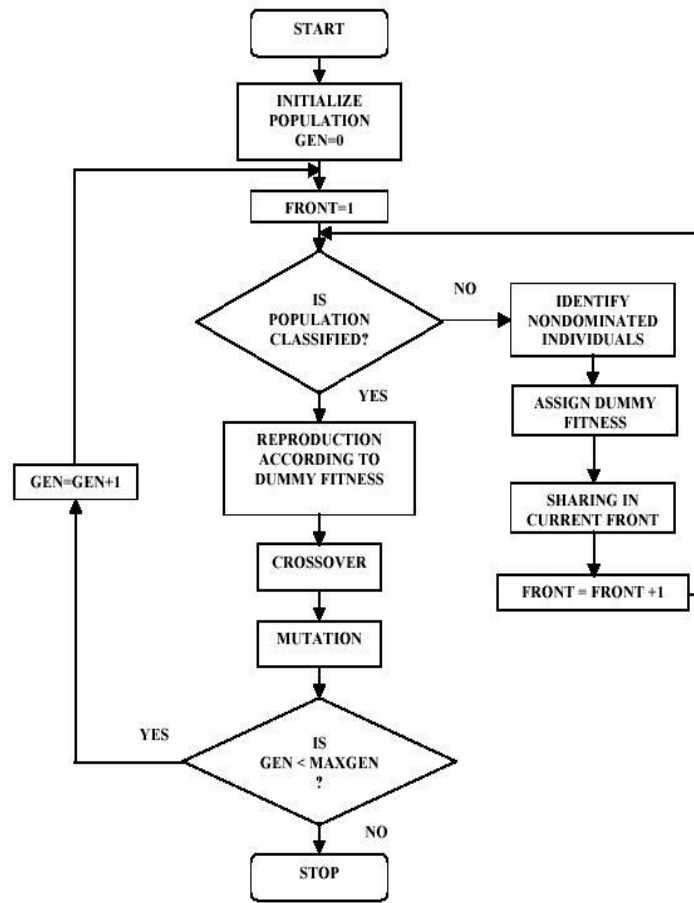 START
INITIALIZE
POPULATION
GEN=0
FRONT=1
IS
POPULATION
CLASSIFIED?
NO
IDENTIFY
NONDOMINATED
INDIVIDUALS
ASSIGN DUMMY
FITNESS
SHARING IN
CURRENT FRONT
FRONT = FRONT +1
YES
REPRODUCTION
ACCORDING TO
DUMMY FITNESS
CROSSOVER
MUTATION
IS
GEN < MAXGEN
?
YES
GEN=GEN+1
NO
STOP